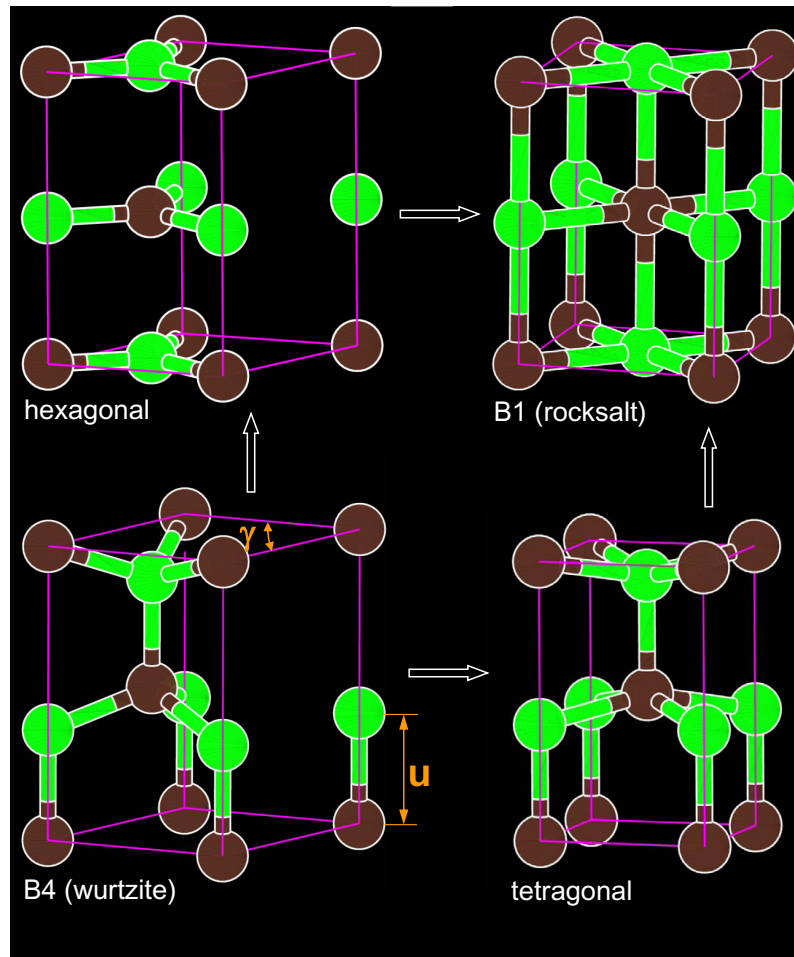 hexagonal
B1 (rocksalt)
γ
u
B4 (wurtzite)
tetragonal